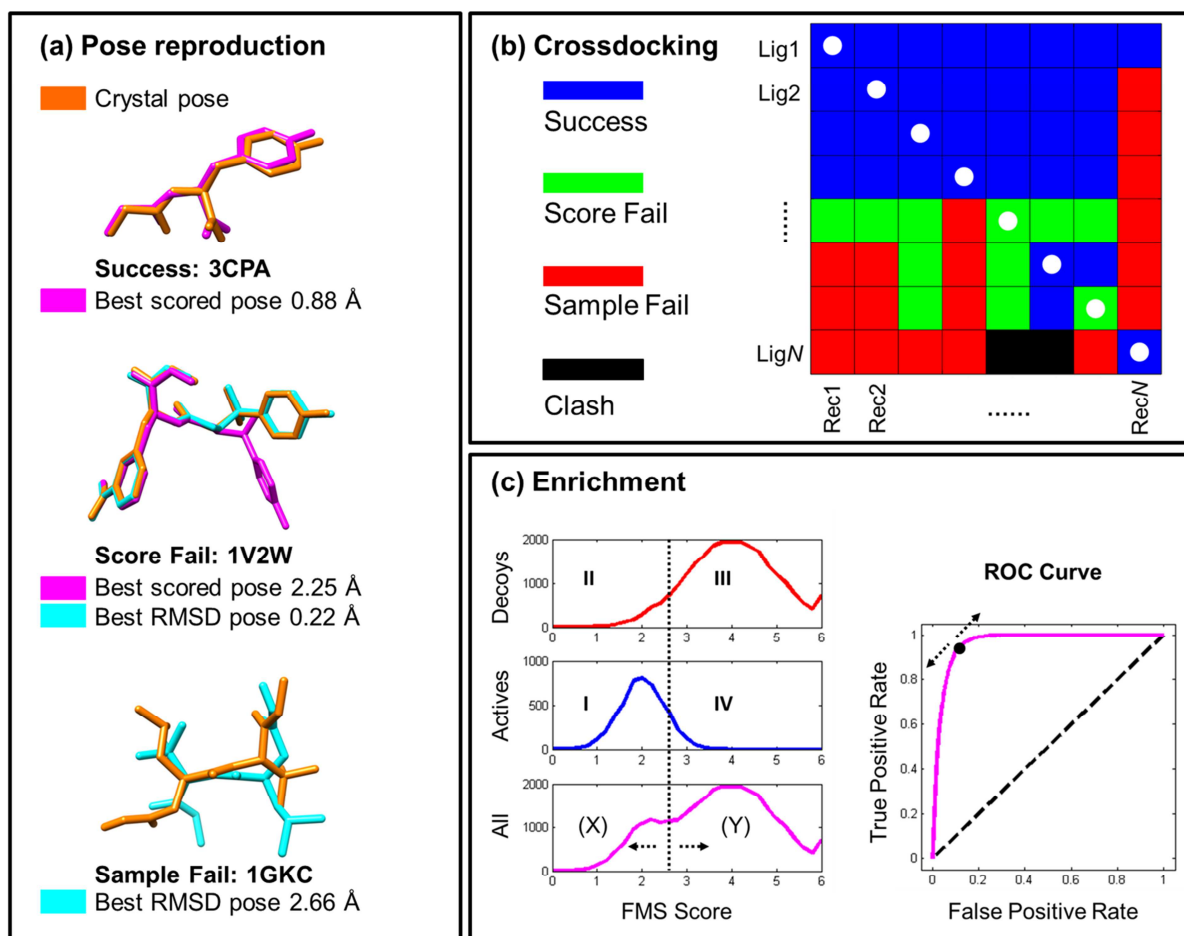 (a) Pose reproduction
Crystal pose
Success: 3CPA
Best scored pose 0.88 Å
Score Fail: 1V2W
Best scored pose 2.25 Å
Best RMSD pose 0.22 Å
Sample Fail: 1GKC
Best RMSD pose 2.66 Å
(b) Crossdocking
Success
Score Fail
Sample Fail
Clash
Lig1
Lig2
......
LigN
Rec1
Rec2
......
RecN
(c) Enrichment
Decoys
2000
1000
0
II
III
0 1 2 3 4 5 6
Actives
1000
500
0
I
IV
0 1 2 3 4 5 6
All
2000
1000
0
(X)
(Y)
0 1 2 3 4 5 6
FMS Score
ROC Curve
True Positive Rate
1
0.8
0.6
0.4
0.2
0
0 0.2 0.4 0.6 0.8 1
False Positive Rate